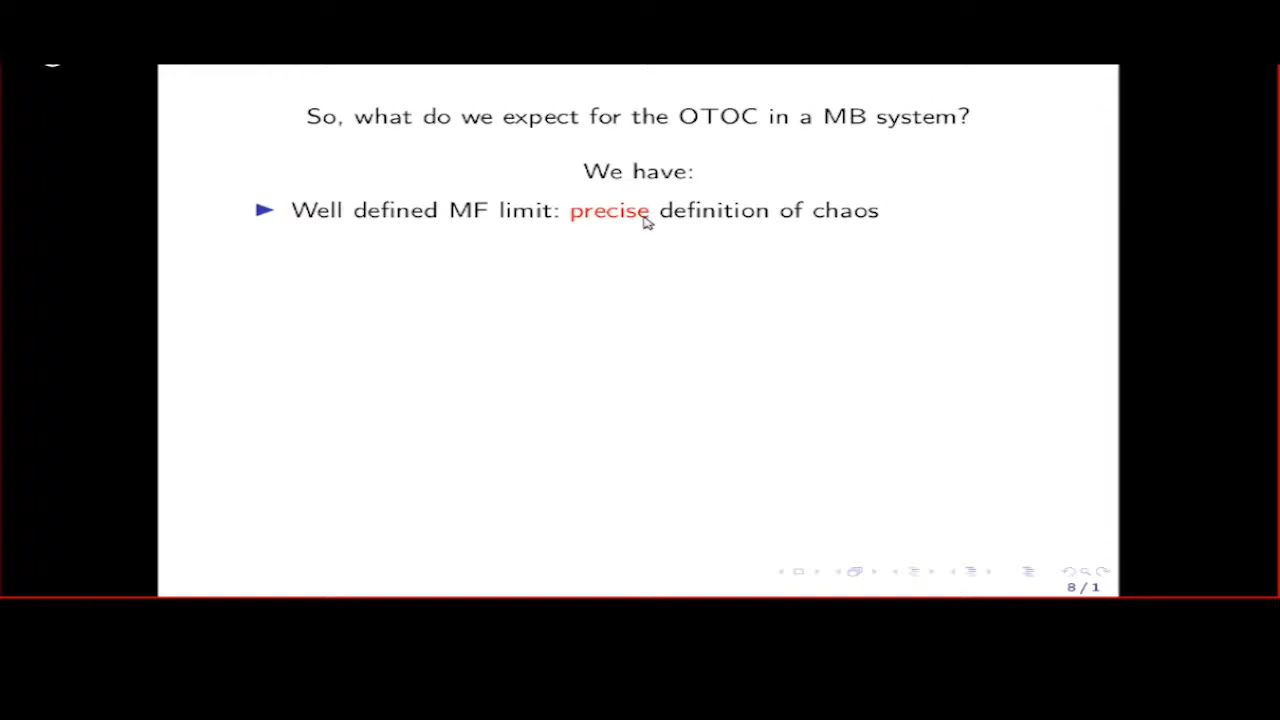 So, what do we expect for the OTOC in a MB system?
We have:
Well defined MF limit: precise definition of chaos
8 / 1